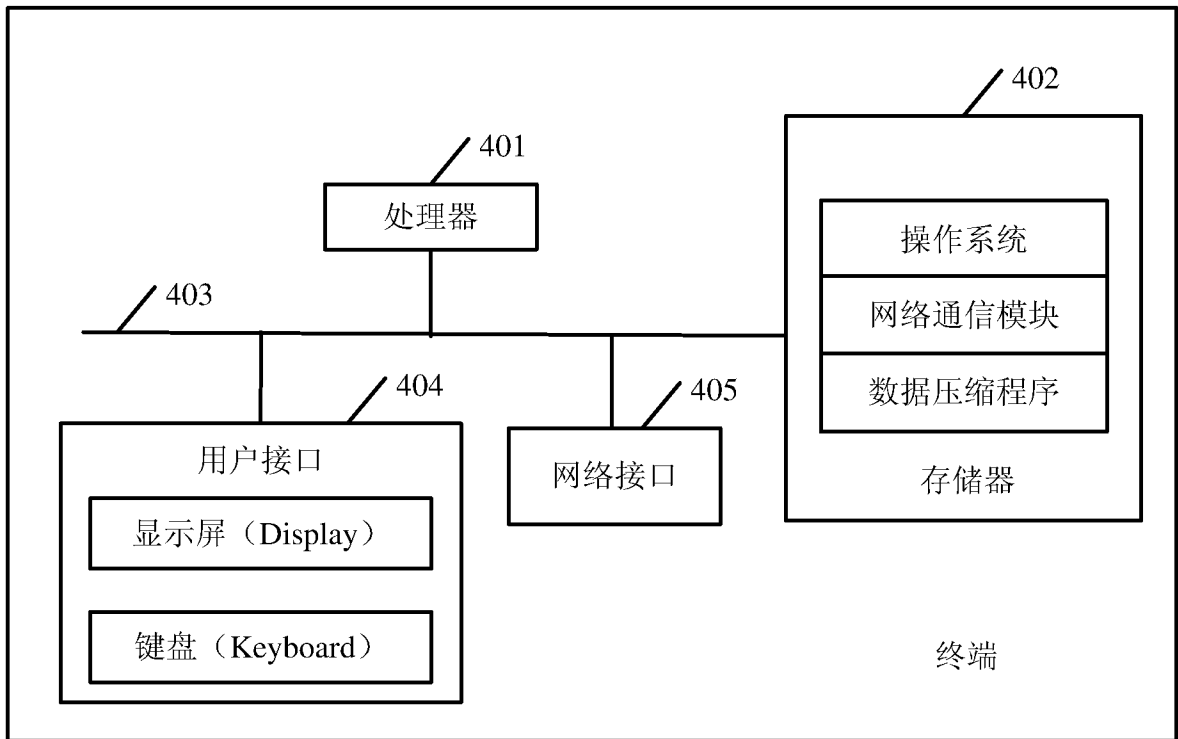 402
401
处理器
操作系统
403
网络通信模块
404
405
数据压缩程序
用户接口
网络接口
存储器
显示屏（Display）
键盘（Keyboard）
终端